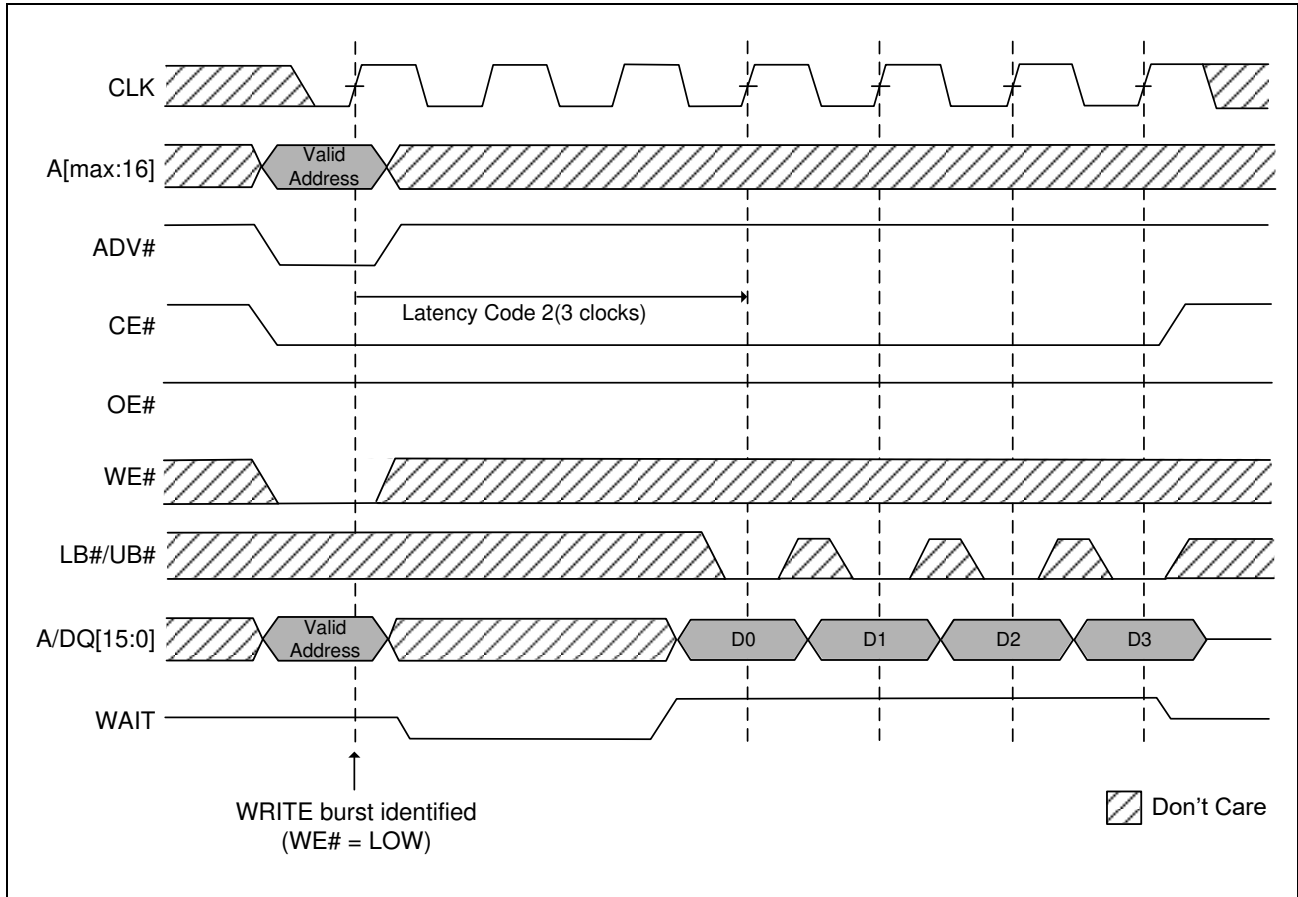 CLK
A[max:16]
Valid
Address
ADV#
Latency Code 2(3 clocks)
CE#
OE#
WE#
LB#/UB#
A/DQ[15:0]
Valid
Address
D0
D1
D2
D3
WAIT
WRITE burst identified
(WE# = LOW)
Don't Care